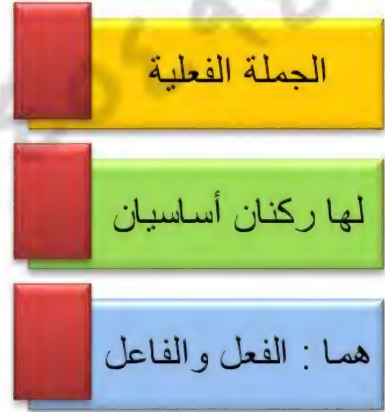 الجملة الفعلية
لها ركنان أساسيان
هما : الفعل والفاعل